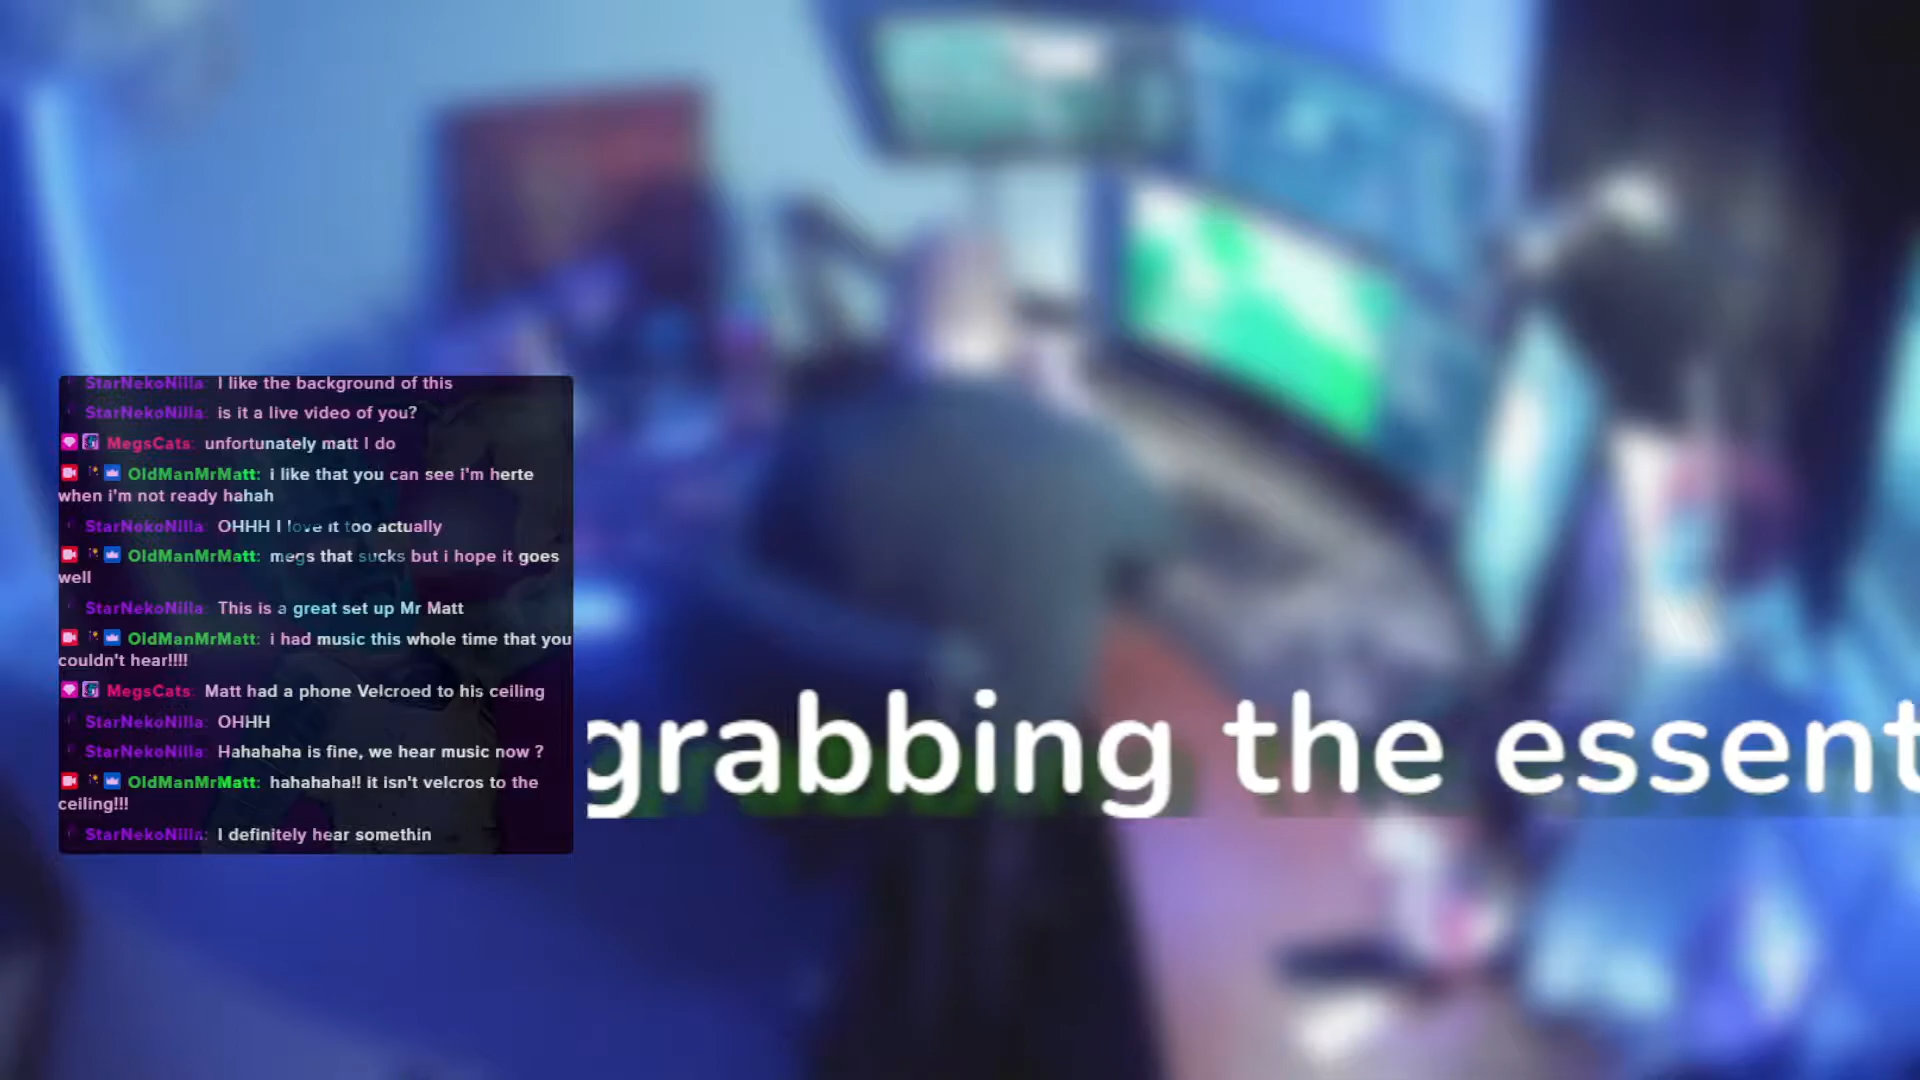 StarNekoNilla: I like the background of this
StarNekoNilla: is it a live video of you?
MegsCats: unfortunately matt I do
OldManMrMatt: i like that you can see i'm herte
when i'm not ready hahah
StarNekoNilla: OHHH I love it too actually
OldManMrMatt: megs that sucks but i hope it goes
well
StarNekoNilla: This is a great set up Mr Matt
OldManMrMatt: i had music this whole time that you
couldn't hear!!!!
MegsCats: Matt had a phone Velcroed to his ceiling
StarNekoNilla: OHHH
StarNekoNilla: Hahahaha is fine, we hear music now ?
OldManMrMatt: hahahaha!! it isn't velcros to the
ceiling!!!
StarNekoNilla: I definitely hear somethin
grabbing the essent